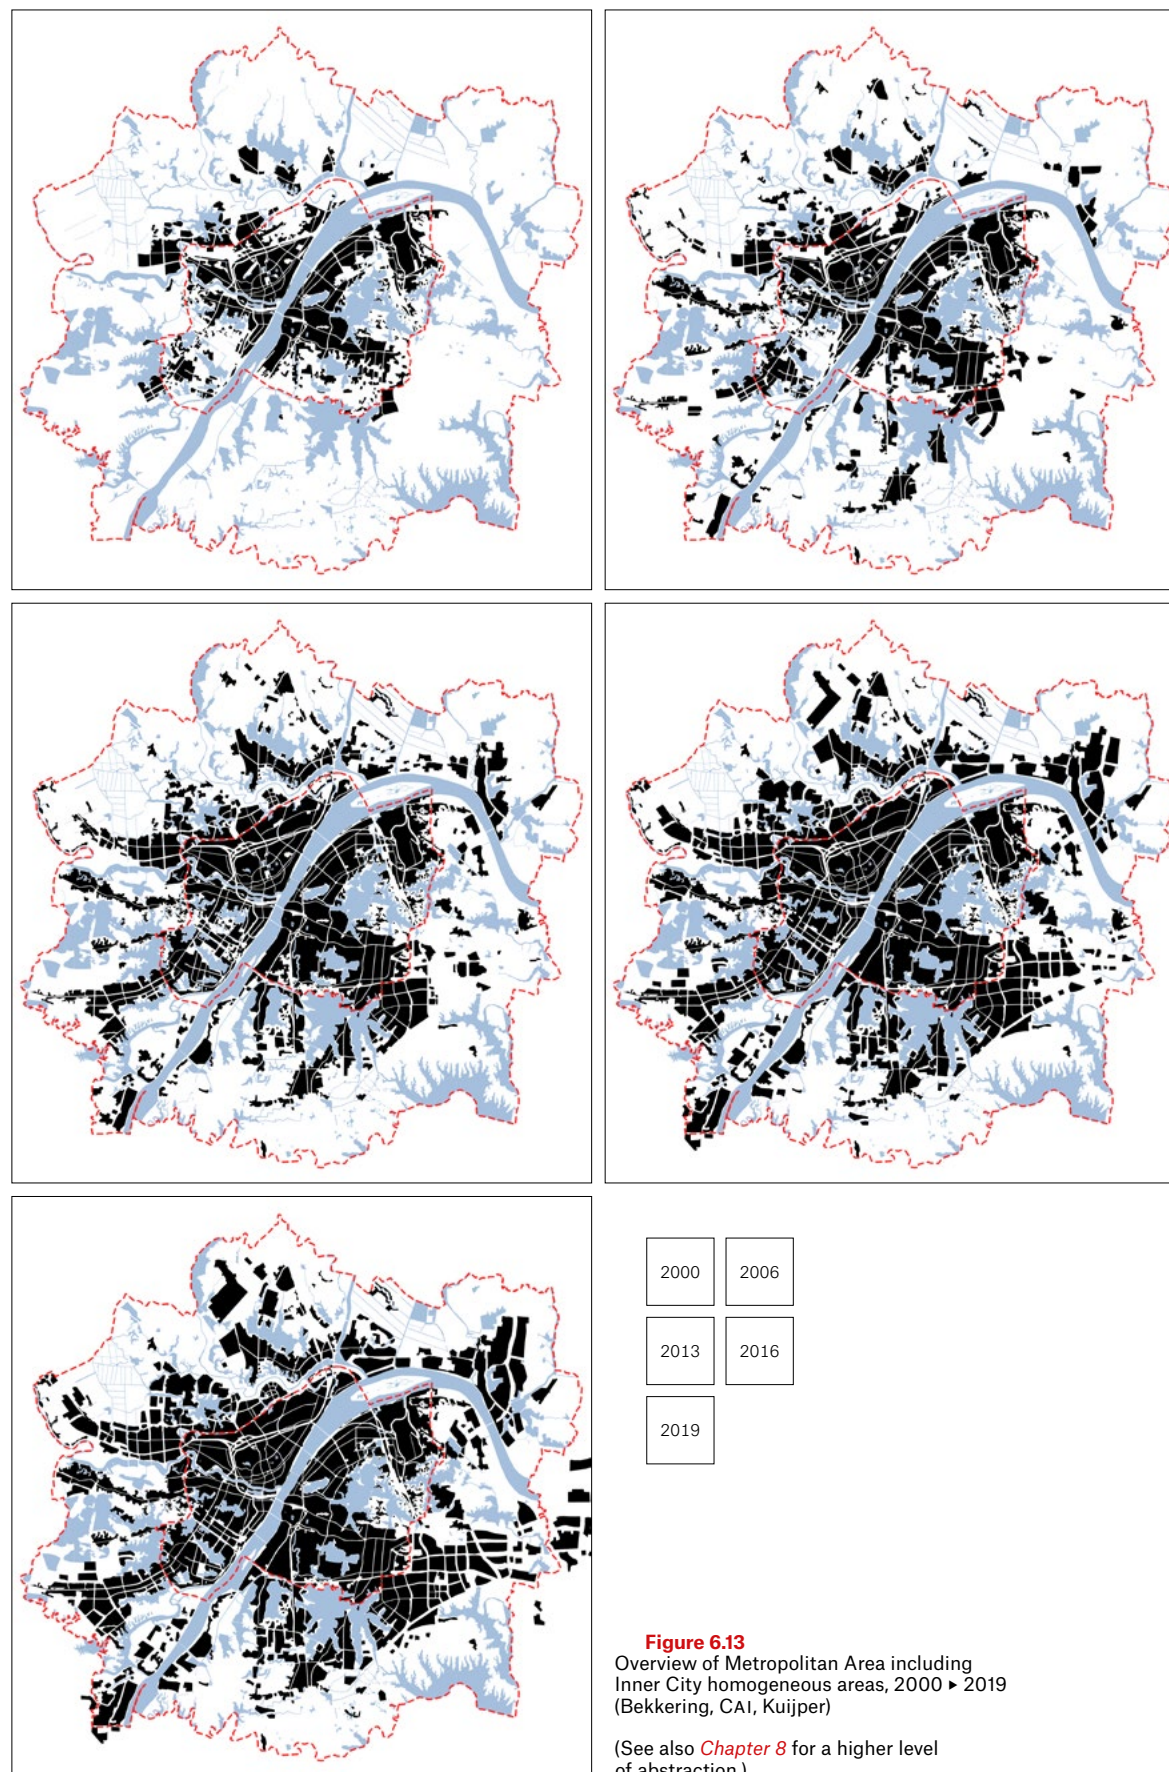 2000 2006
2013 2016
2019
Figure 6.13
Overview of Metropolitan Area including
Inner City homogeneous areas, 2000 ▸ 2019
(Bekkering, CAI, Kuijper)
(See also Chapter 8 for a higher level
of abstraction.)